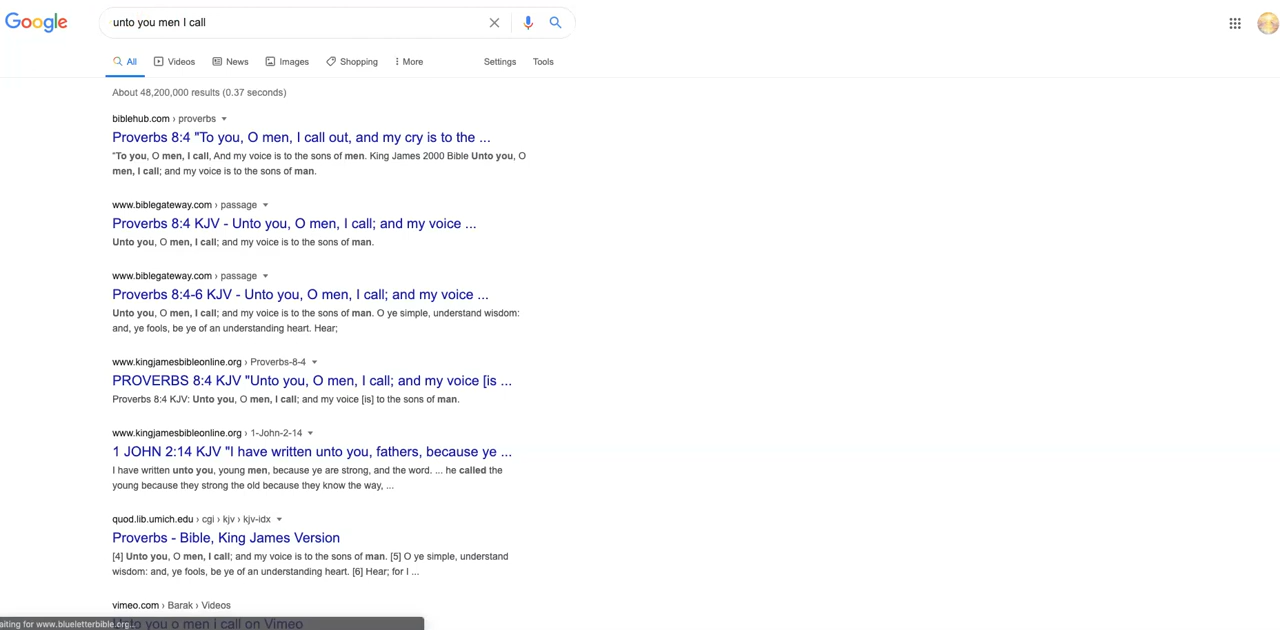 Google unto you men I call
All Videos News Images Shopping More Settings Tools
About 48,200,000 results (0.37 seconds)
biblehub.com › proverbs
Proverbs 8:4 "To you, O men, I call out, and my cry is to the ...
"To you, O men, I call, And my voice is to the sons of men. King James 2000 Bible Unto you, O
men, I call; and my voice is to the sons of man.
www.biblegateway.com › passage
Proverbs 8:4 KJV - Unto you, O men, I call; and my voice ...
Unto you, O men, I call; and my voice is to the sons of man.
www.biblegateway.com › passage
Proverbs 8:4-6 KJV - Unto you, O men, I call; and my voice ...
Unto you, O men, I call; and my voice is to the sons of man. O ye simple, understand wisdom:
and, ye fools, be ye of an understanding heart. Hear;
www.kingjamesbibleonline.org › Proverbs-8-4
PROVERBS 8:4 KJV "Unto you, O men, I call; and my voice [is ...
Proverbs 8:4 KJV: Unto you, O men, I call; and my voice [is] to the sons of man.
www.kingjamesbibleonline.org › 1-John-2-14
1 JOHN 2:14 KJV "I have written unto you, fathers, because ye ...
I have written unto you, young men, because ye are strong, and the word. ... he called the
young because they strong the old because they know the way, ...
quod.lib.umich.edu › cgi › kjv › kjv-idx
Proverbs - Bible, King James Version
[4] Unto you, O men, I call; and my voice is to the sons of man. [5] O ye simple, understand
wisdom: and, ye fools, be ye of an understanding heart. [6] Hear; for I ...
vimeo.com › Barak › Videos
Unto you o men i call on Vimeo
aiting for www.blueletterbible.org...